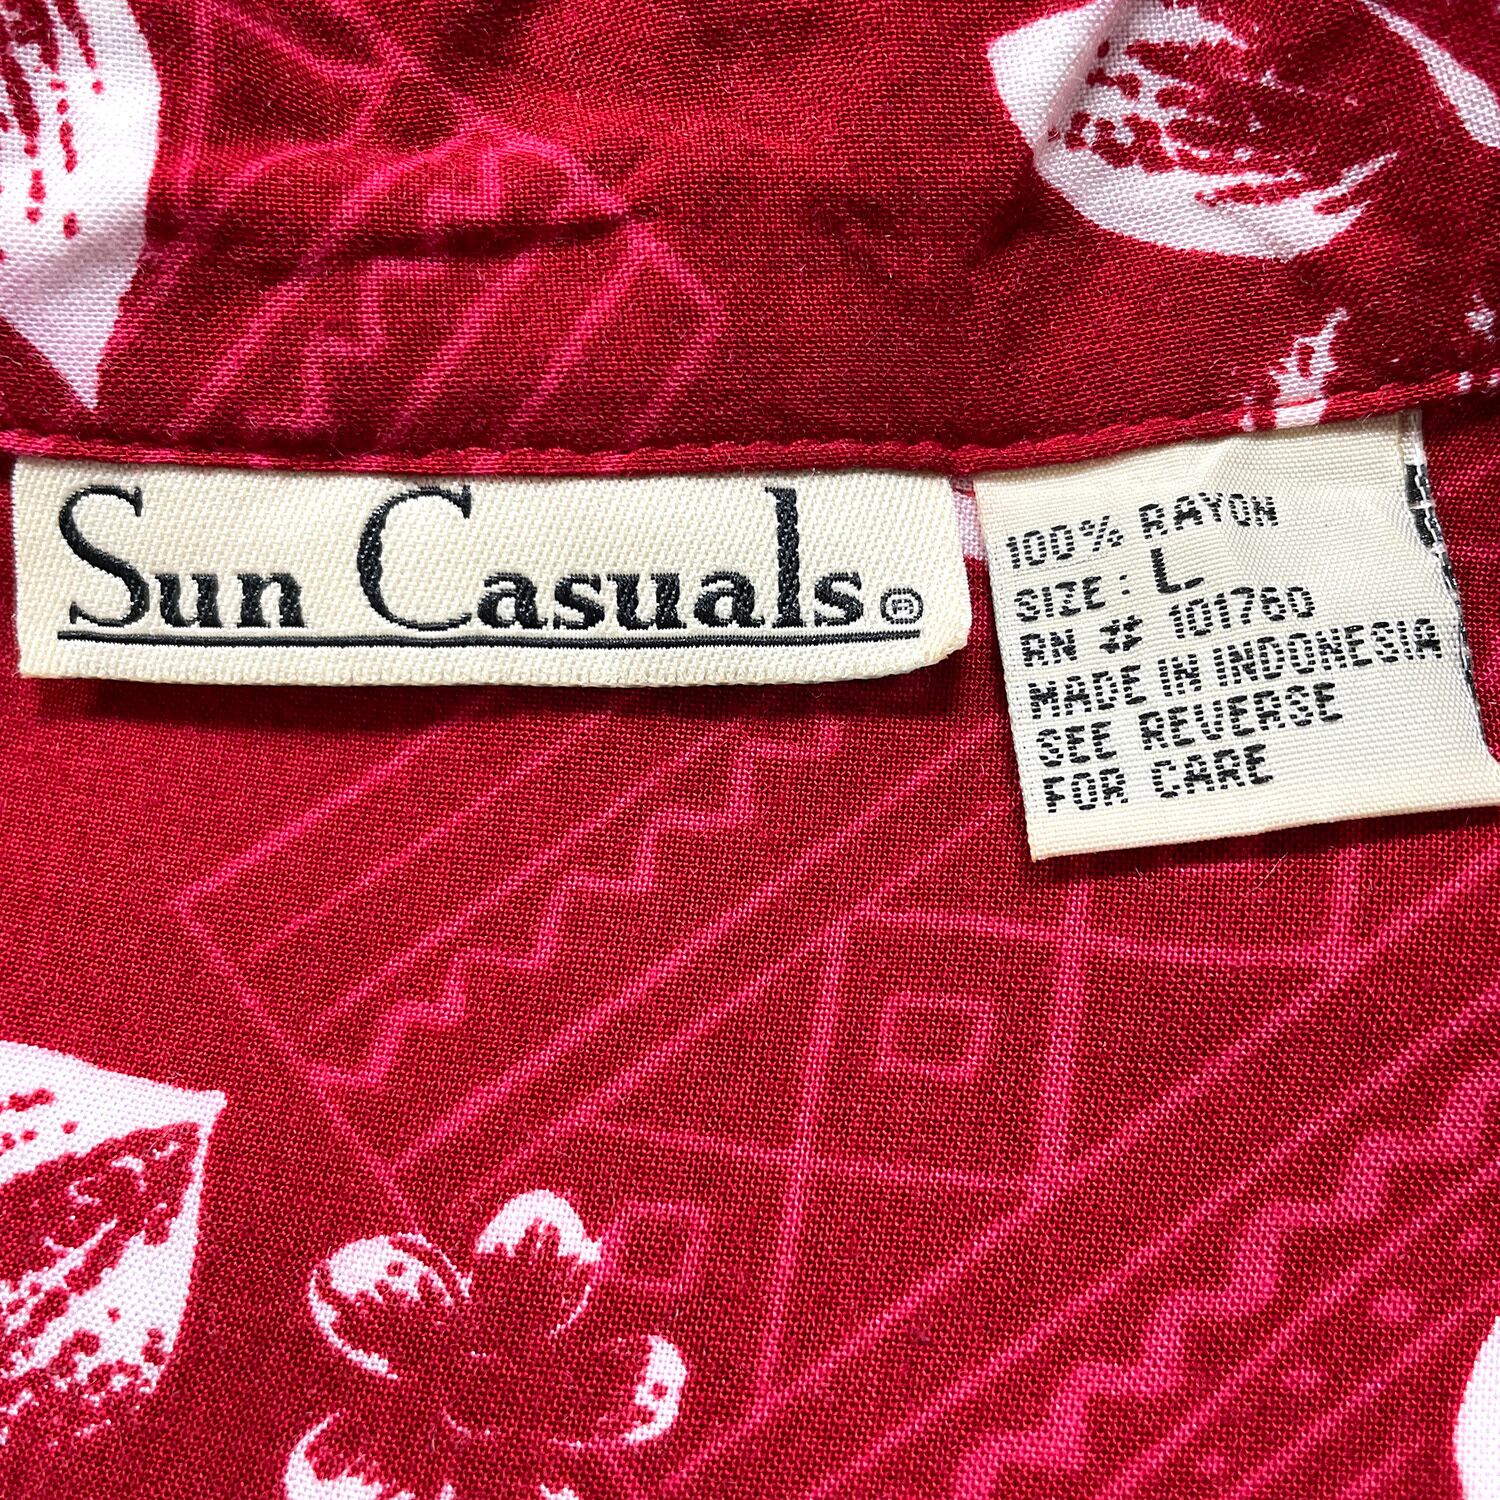 Sun Casuals®
100% RAYON
SIZE: L
RN # 101760
MADE IN INDONESIA
SEE REVERSE
FOR CARE